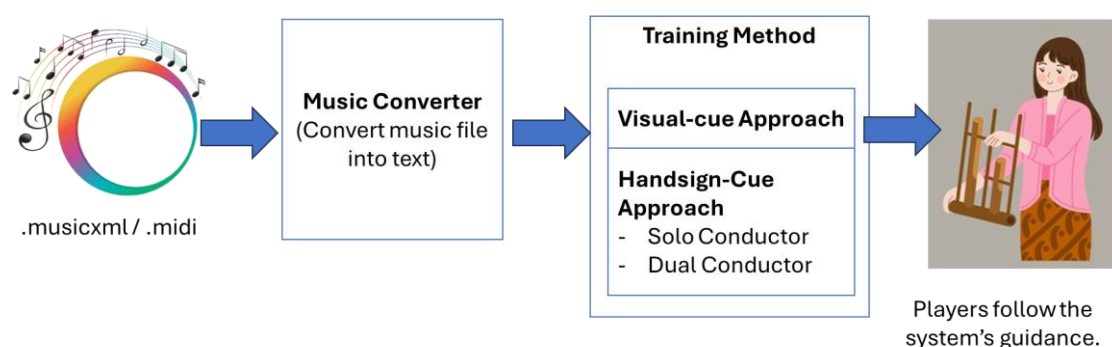 .musicxml / .midi
Music Converter
(Convert music file
into text)
Training Method
Visual-cue Approach
Handsign-Cue
Approach
- Solo Conductor
- Dual Conductor
Players follow the
system's guidance.